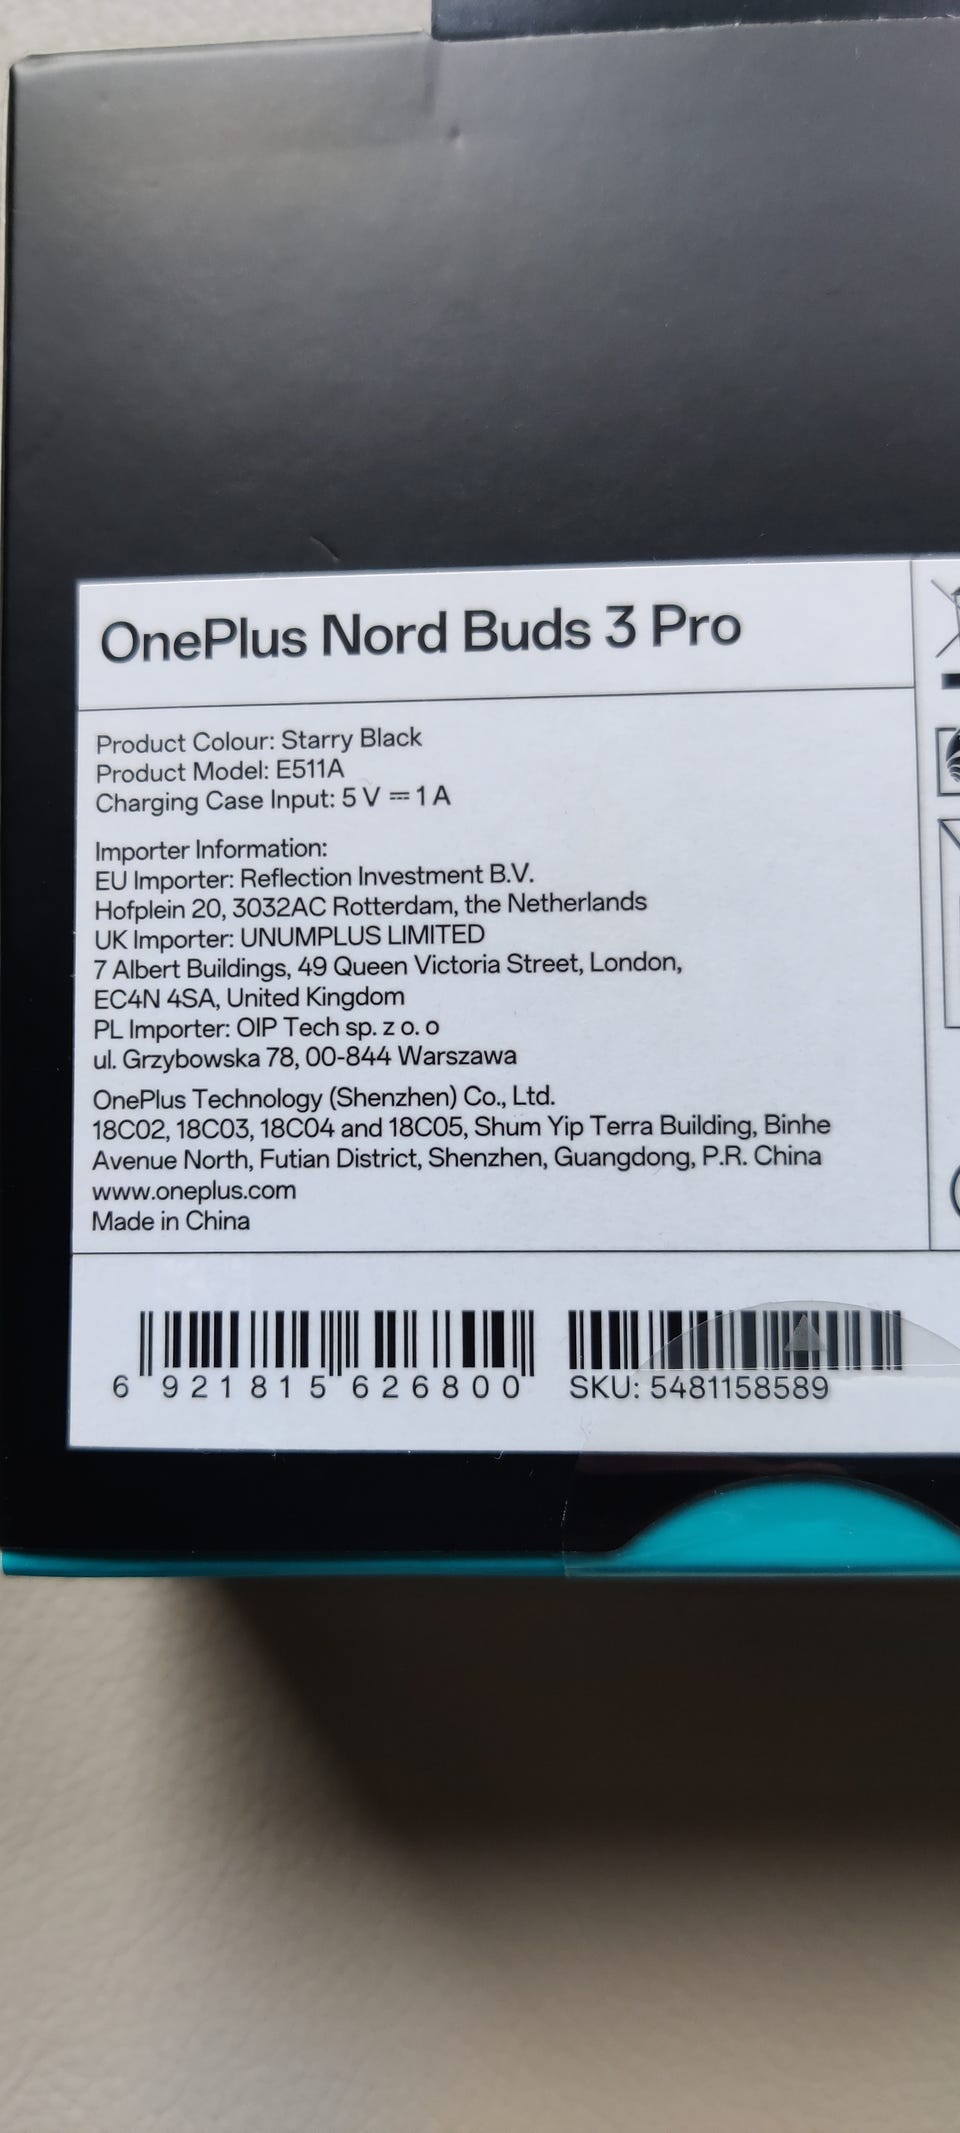 OnePlus Nord Buds 3 Pro
Product Colour: Starry Black
Product Model: E511A
Charging Case Input: 5 V ⎓ 1 A
Importer Information:
EU Importer: Reflection Investment B.V.
Hofplein 20, 3032AC Rotterdam, the Netherlands
UK Importer: UNUMPLUS LIMITED
7 Albert Buildings, 49 Queen Victoria Street, London,
EC4N 4SA, United Kingdom
PL Importer: OIP Tech sp. z o. o
ul. Grzybowska 78, 00-844 Warszawa
OnePlus Technology (Shenzhen) Co., Ltd.
18C02, 18C03, 18C04 and 18C05, Shum Yip Terra Building, Binhe
Avenue North, Futian District, Shenzhen, Guangdong, P.R. China
www.oneplus.com
Made in China
6 921815 626800 SKU: 5481158589